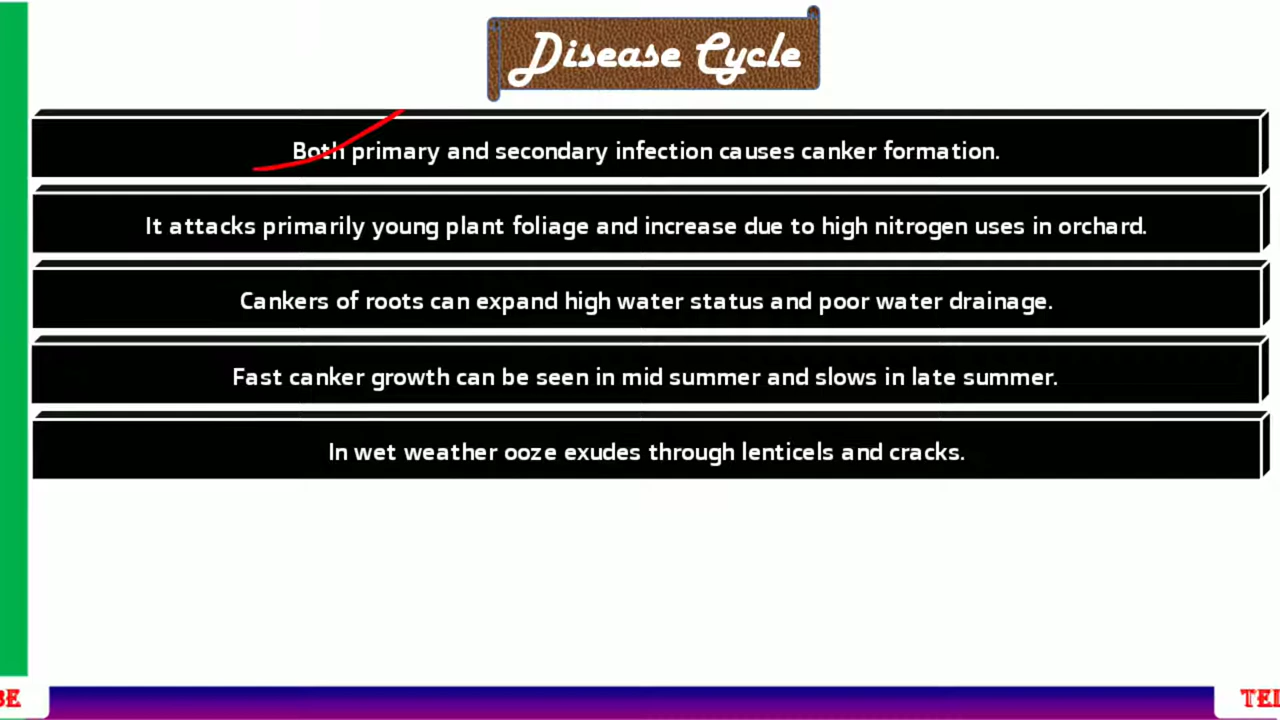 Disease Cycle
Both primary and secondary infection causes canker formation.
It attacks primarily young plant foliage and increase due to high nitrogen uses in orchard.
Cankers of roots can expand high water status and poor water drainage.
Fast canker growth can be seen in mid summer and slows in late summer.
In wet weather ooze exudes through lenticels and cracks.